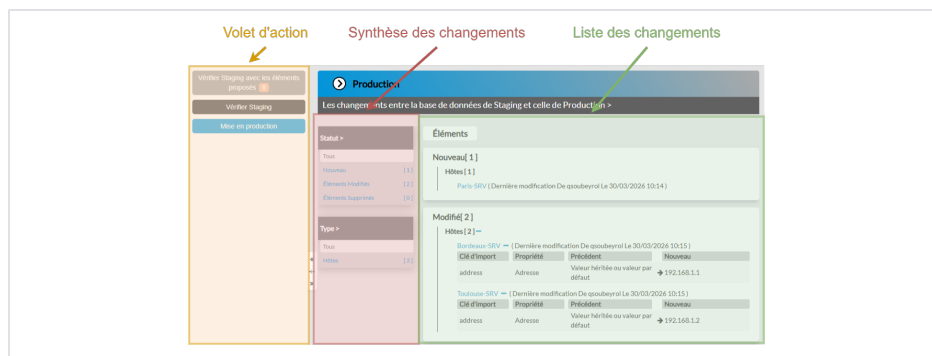 Volet d'action
Synthèse des changements
Liste des changements
Vérifier Staging avec les éléments
proposés
Vérifier Staging
Mise en production
Production
Les changements entre la base de données de Staging et celle de Production >
Statut >
Tous
Nouveau [1]
Éléments Modifiés [2]
Éléments Supprimés [0]
Type >
Tous
Hôtes [3]
Éléments
Nouveau[ 1 ]
Hôtes [ 1 ]
Paris-SRV ( Dernière modification De qsoubeyrol Le 30/03/2026 10:14 )
Modifié[ 2 ]
Hôtes [ 2 ] −
Bordeaux-SRV − ( Dernière modification De qsoubeyrol Le 30/03/2026 10:15 )
Clé d'import Propriété Précédent Nouveau
address Adresse Valeur héritée ou valeur par défaut → 192.168.1.1
Toulouse-SRV − ( Dernière modification De qsoubeyrol Le 30/03/2026 10:15 )
Clé d'import Propriété Précédent Nouveau
address Adresse Valeur héritée ou valeur par défaut → 192.168.1.2